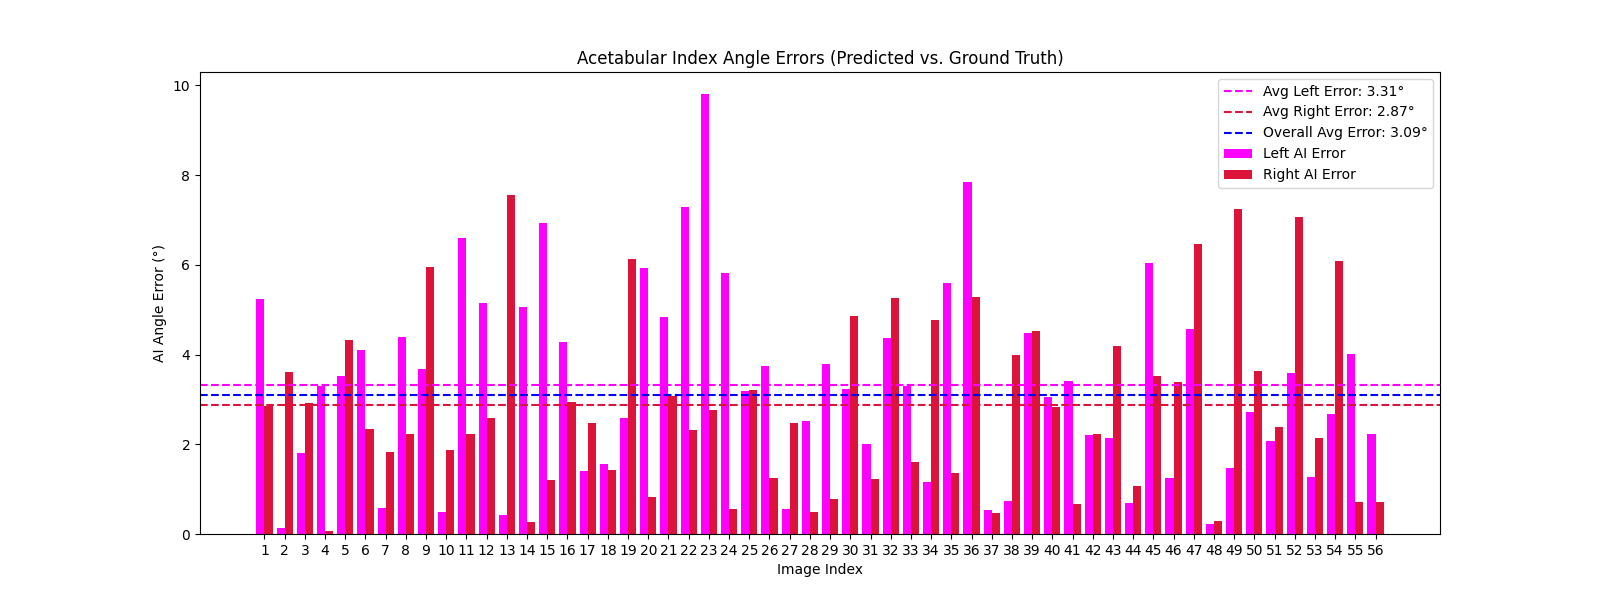 Acetabular Index Angle Errors (Predicted vs. Ground Truth)
10
8
6
4
2
0
AI Angle Error (°)
Avg Left Error: 3.31°
Avg Right Error: 2.87°
Overall Avg Error: 3.09°
Left AI Error
Right AI Error
1 2 3 4 5 6 7 8 9 10 11 12 13 14 15 16 17 18 19 20 21 22 23 24 25 26 27 28 29 30 31 32 33 34 35 36 37 38 39 40 41 42 43 44 45 46 47 48 49 50 51 52 53 54 55 56
Image Index